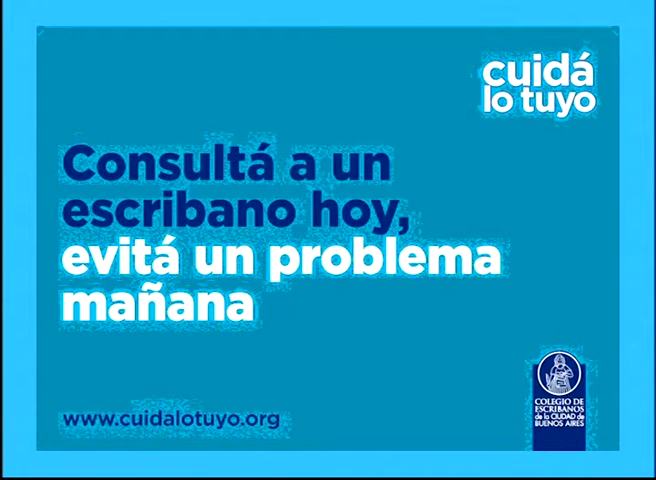 cuidá
lo tuyo
Consultá a un
escribano hoy,
evitá un problema
mañana
www.cuidalotuyo.org
COLEGIO DE
ESCRIBANOS
de la CIUDAD de
BUENOS AIRES